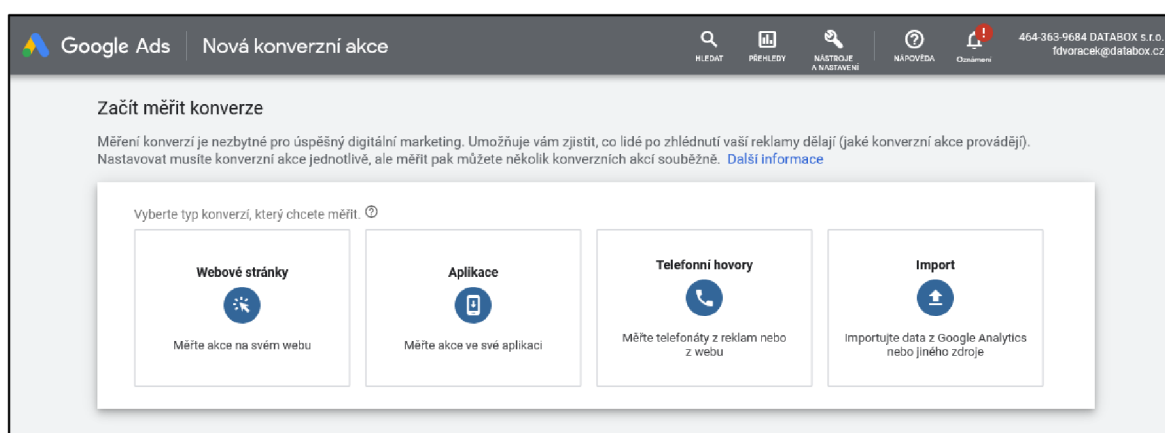 Google Ads
Nová konverzní akce
HLEDAT
PŘEHLEDY
NÁSTROJE
A NASTAVENÍ
NÁPOVĚDA
Oznámení
464-363-9684 DATABOX s.r.o.
fdvoracek@databox.cz
Začít měřit konverze
Měření konverzí je nezbytné pro úspěšný digitální marketing. Umožňuje vám zjistit, co lidé po zhlédnutí vaší reklamy dělají (jaké konverzní akce provádějí).
Nastavovat musíte konverzní akce jednotlivě, ale měřit pak můžete několik konverzních akcí souběžně. Další informace
Vyberte typ konverzí, který chcete měřit.
Webové stránky
Měřte akce na svém webu
Aplikace
Měřte akce ve své aplikaci
Telefonní hovory
Měřte telefonáty z reklam nebo
z webu
Import
Importujte data z Google Analytics
nebo jiného zdroje